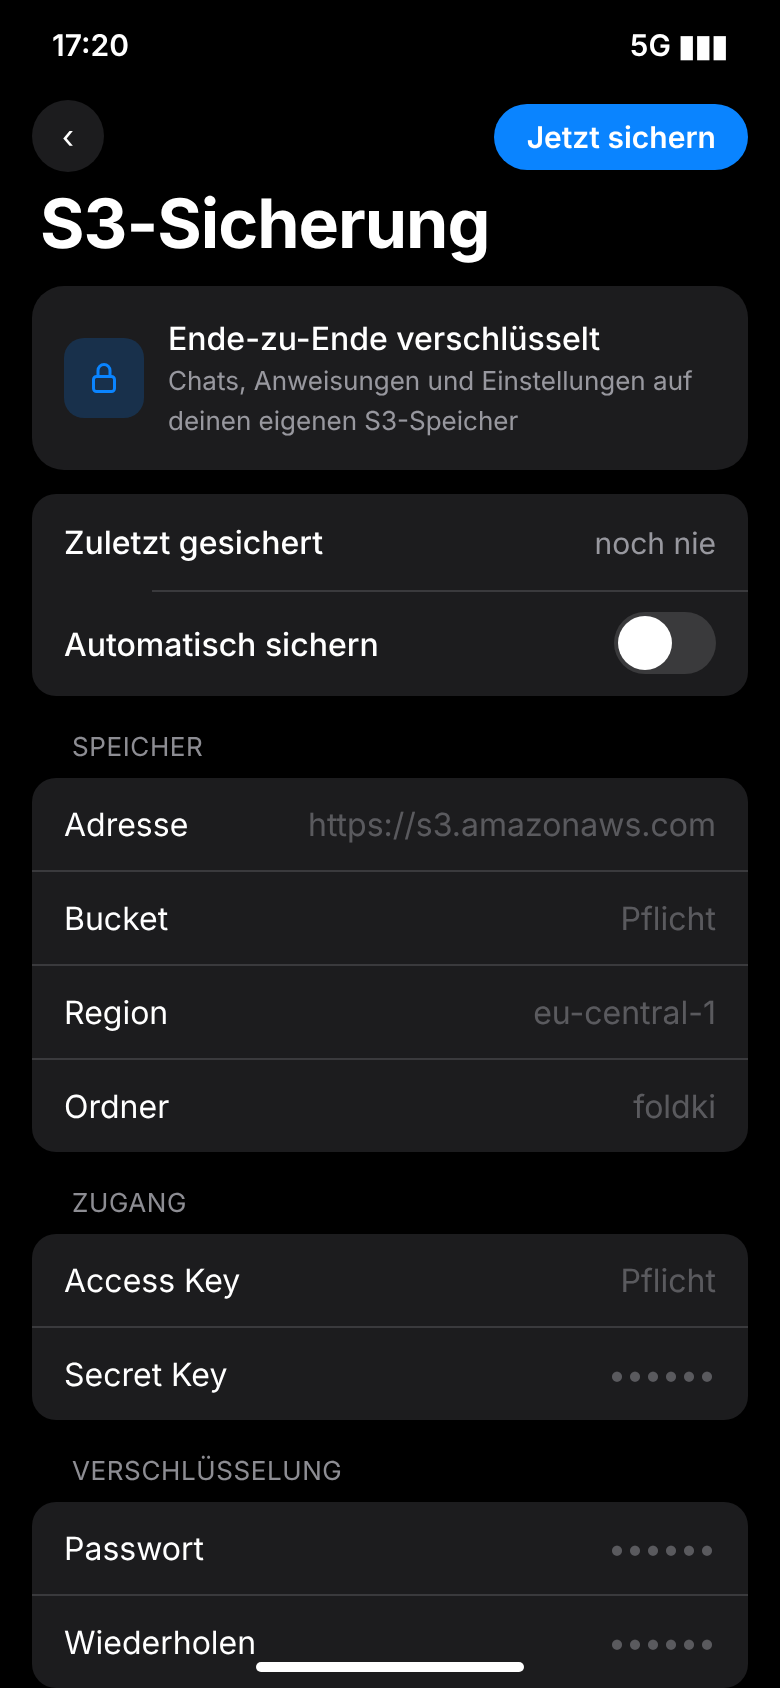 17:20
5G
Jetzt sichern
S3-Sicherung
Ende-zu-Ende verschlüsselt
Chats, Anweisungen und Einstellungen auf
deinen eigenen S3-Speicher
Zuletzt gesichert noch nie
Automatisch sichern
SPEICHER
Adresse https://s3.amazonaws.com
Bucket Pflicht
Region eu-central-1
Ordner foldki
ZUGANG
Access Key Pflicht
Secret Key ••••••
VERSCHLÜSSELUNG
Passwort ••••••
Wiederholen ••••••